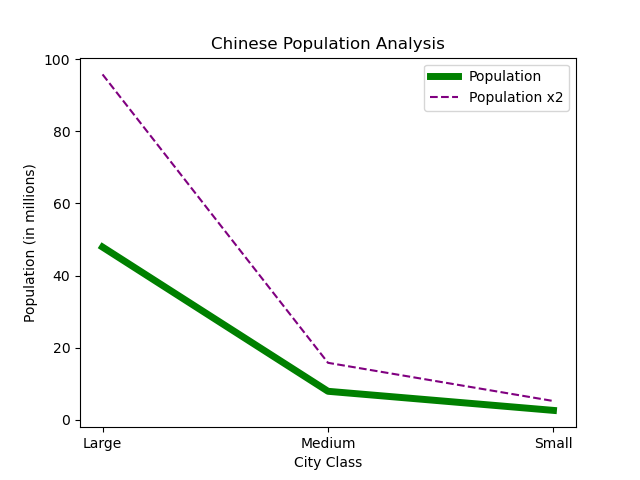 Chinese Population Analysis
Population
Population x2
100
80
60
40
20
0
Population (in millions)
Large
Medium
Small
City Class